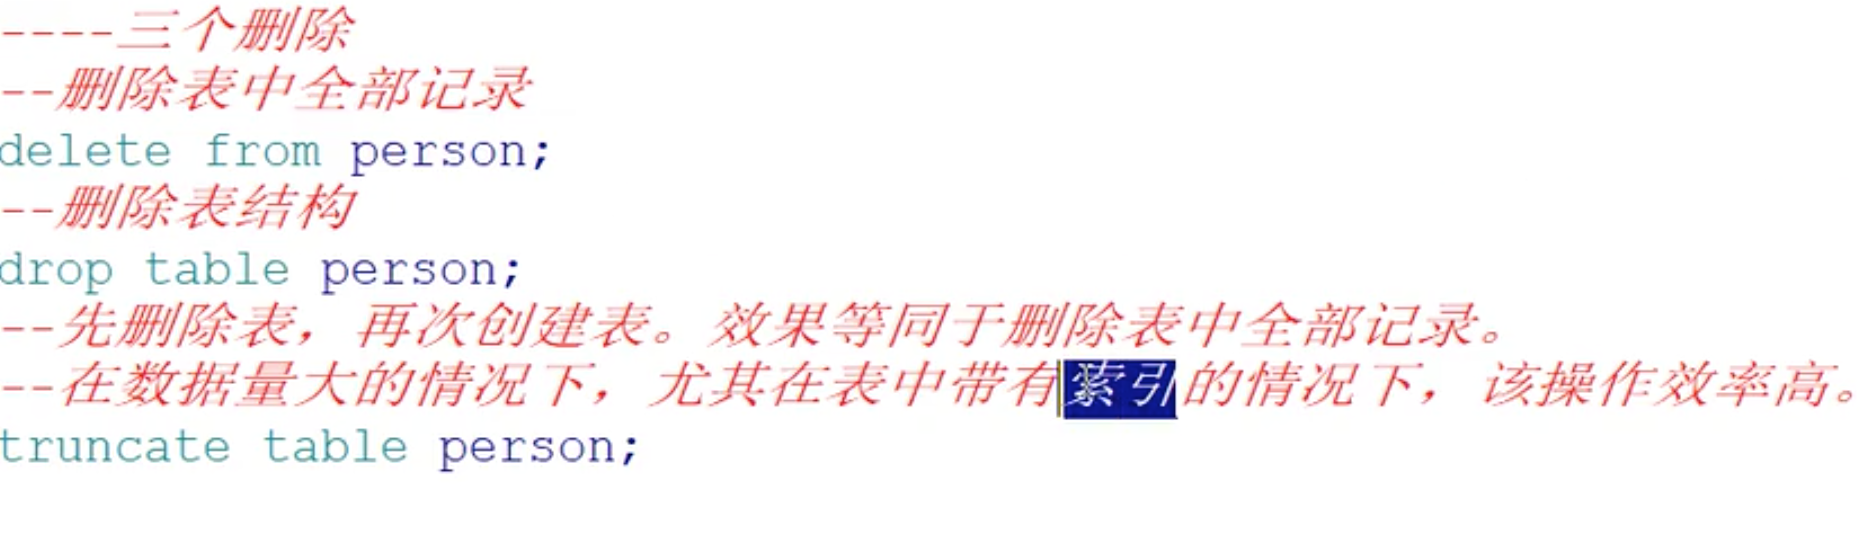 ----三个删除
--删除表中全部记录
delete from person;
--删除表结构
drop table person;
--先删除表，再次创建表。效果等同于删除表中全部记录。
--在数据量大的情况下，尤其在表中带有索引的情况下，该操作效率高。
truncate table person;